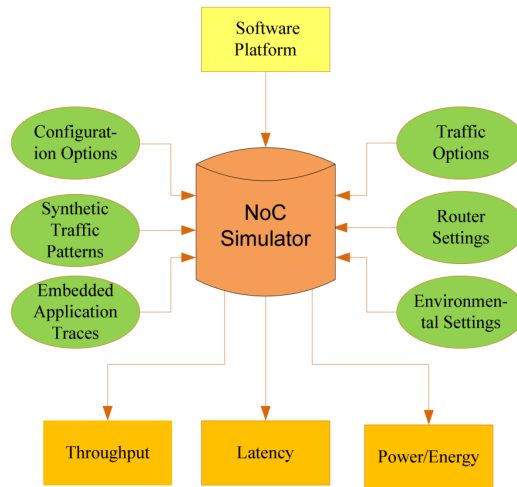 Software
Platform
Configurat-
ion Options
Traffic
Options
NoC
Simulator
Synthetic
Traffic
Patterns
Router
Settings
Embedded
Application
Traces
Environmen-
tal Settings
Throughput
Latency
Power/Energy